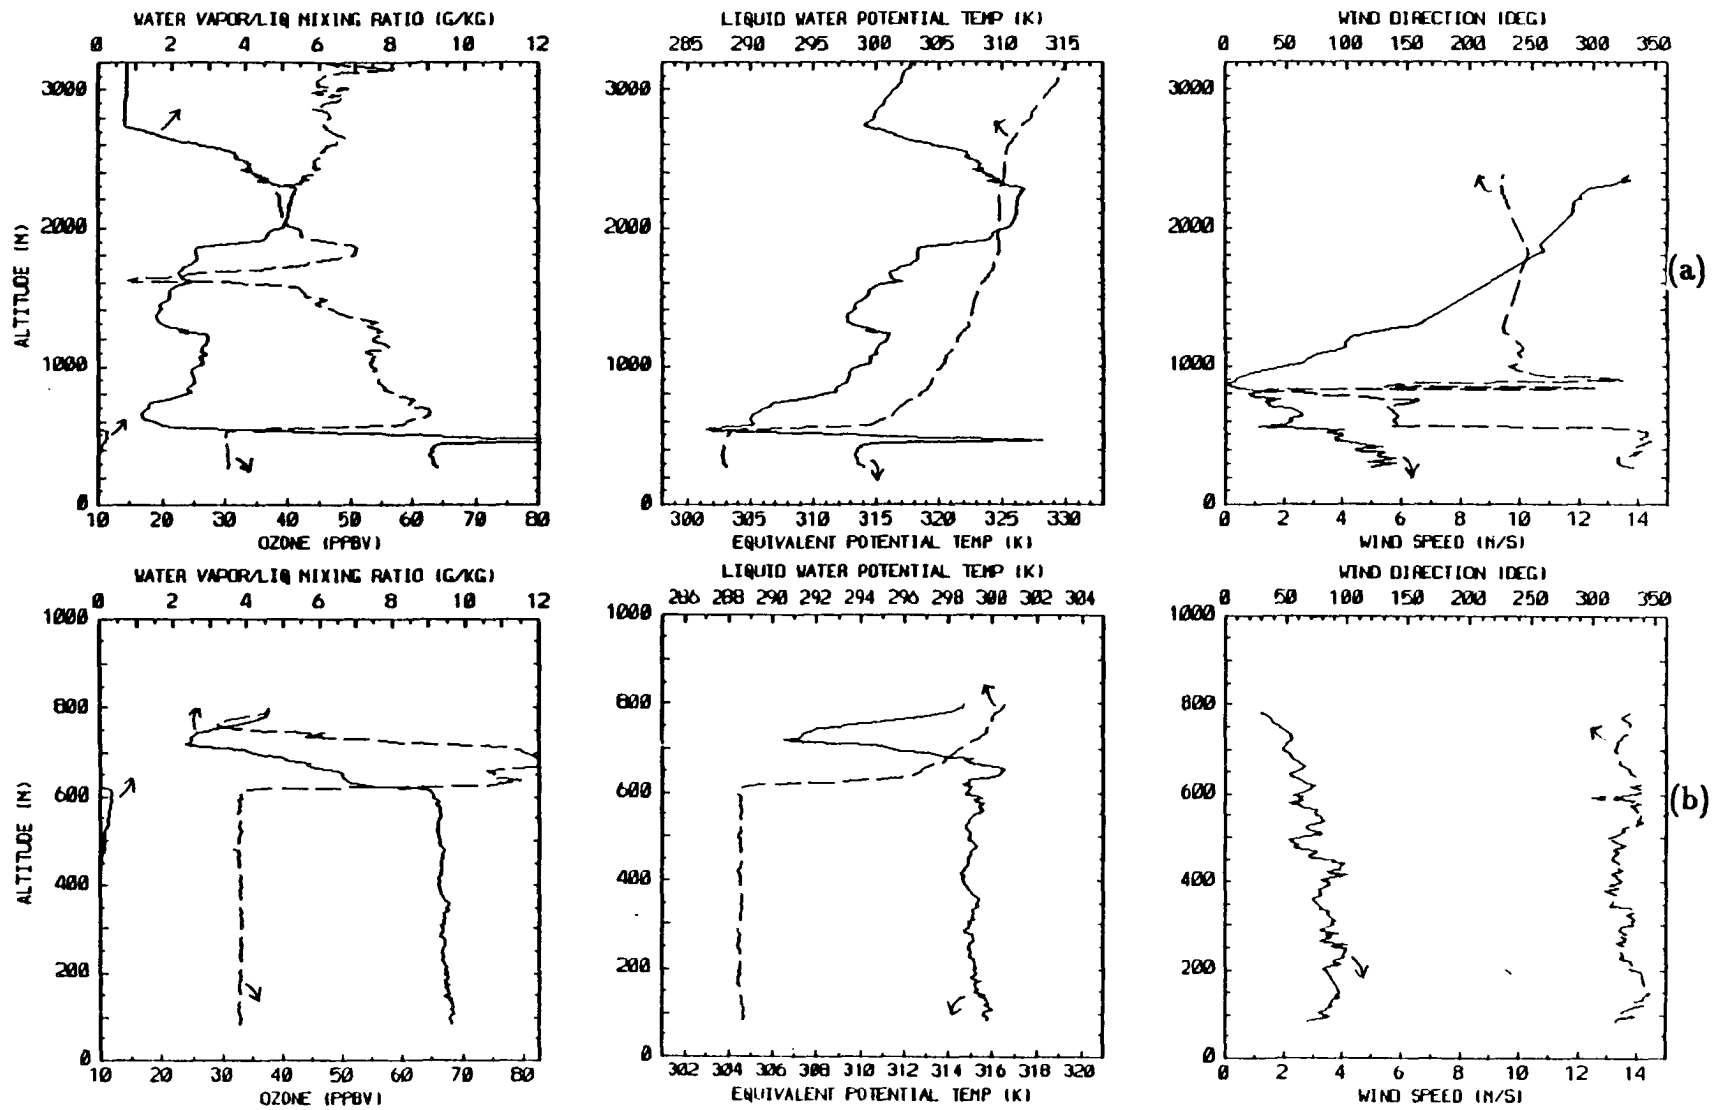 WATER VAPOR/LIQ MIXING RATIO (G/KG) LIQUID WATER POTENTIAL TEMP (K) WIND DIRECTION (DEG)
0 2 4 6 8 10 12 285 290 295 300 305 310 315 0 50 100 150 200 250 300 350
3000 3000 3000
2000 2000 2000
(a)
ALTITUDE (M)
1000 1000 1000
0 0 0
10 20 30 40 50 60 70 80 300 305 310 315 320 325 330 0 2 4 6 8 10 12 14
OZONE (PPBV) EQUIVALENT POTENTIAL TEMP (K) WIND SPEED (M/S)
WATER VAPOR/LIQ MIXING RATIO (G/KG) LIQUID WATER POTENTIAL TEMP (K) WIND DIRECTION (DEG)
0 2 4 6 8 10 12 286 288 290 292 294 296 298 300 302 304 0 50 100 150 200 250 300 350
1000 1000 1000
800 800 800
600 600 600
(b)
ALTITUDE (M)
400 400 400
200 200 200
0 0 0
10 20 30 40 50 60 70 80 302 304 306 308 310 312 314 316 318 320 0 2 4 6 8 10 12 14
OZONE (PPBV) EQUIVALENT POTENTIAL TEMP (K) WIND SPEED (M/S)